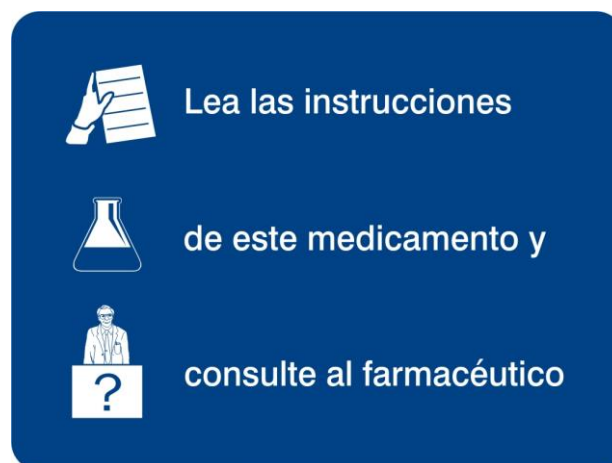 Lea las instrucciones
de este medicamento y
?
consulte al farmacéutico